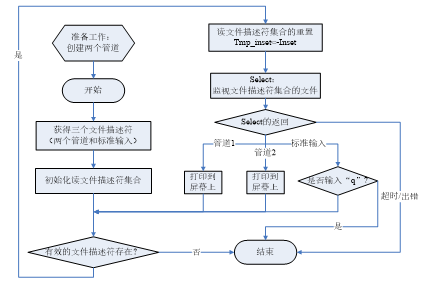 准备工作:
创建两个管道
开始
获得三个文件描述符
(两个管道和标准输入)
初始化读文件描述符集合
有效的文件描述符存在?
是
否
读文件描述符集合的重置
Tmp_inset=-Inset
Select:
监视文件描述符集合的文件
Select的返回
管道1
管道2
标准输入
打印到
屏幕上
打印到
屏幕上
是否输入“q”?
超时/出错
是
结束